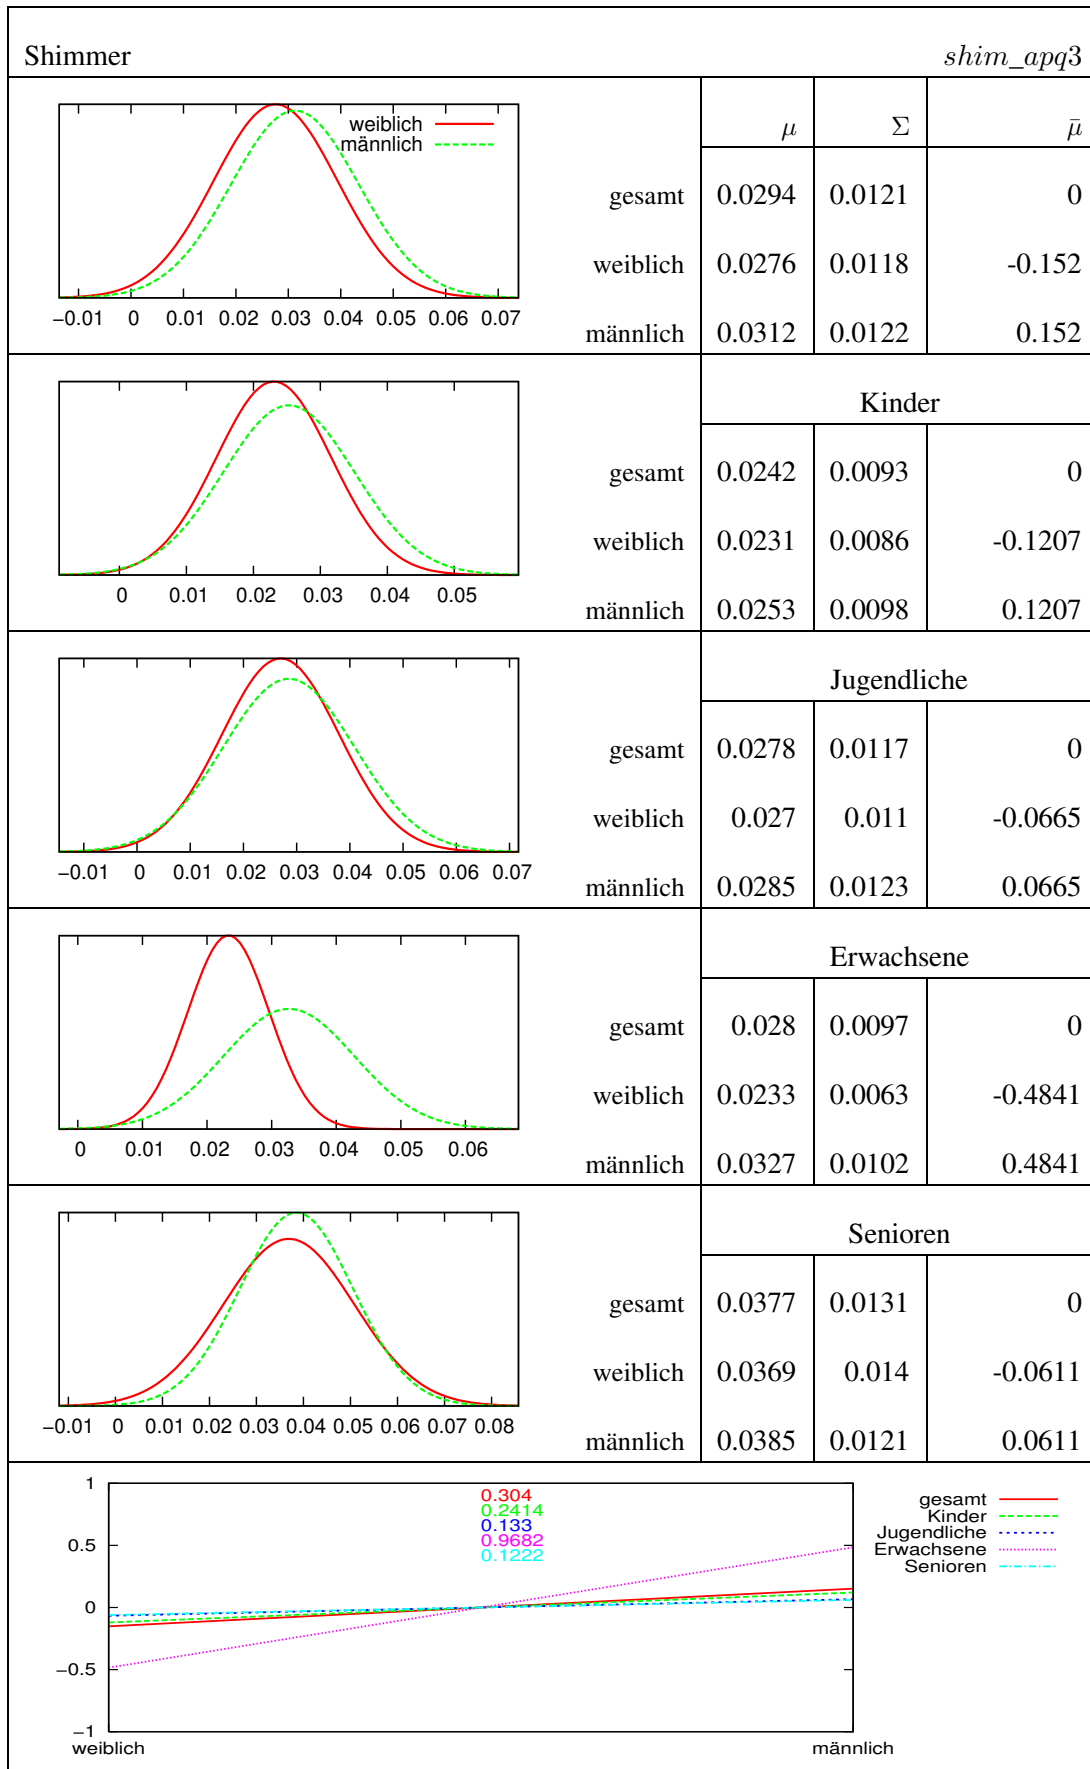 Shimmer shim_apq3
weiblich
männlich
−0.01 0 0.01 0.02 0.03 0.04 0.05 0.06 0.07
μ Σ μ̄
gesamt 0.0294 0.0121 0
weiblich 0.0276 0.0118 -0.152
männlich 0.0312 0.0122 0.152
0 0.01 0.02 0.03 0.04 0.05
Kinder
gesamt 0.0242 0.0093 0
weiblich 0.0231 0.0086 -0.1207
männlich 0.0253 0.0098 0.1207
−0.01 0 0.01 0.02 0.03 0.04 0.05 0.06 0.07
Jugendliche
gesamt 0.0278 0.0117 0
weiblich 0.027 0.011 -0.0665
männlich 0.0285 0.0123 0.0665
0 0.01 0.02 0.03 0.04 0.05 0.06
Erwachsene
gesamt 0.028 0.0097 0
weiblich 0.0233 0.0063 -0.4841
männlich 0.0327 0.0102 0.4841
−0.01 0 0.01 0.02 0.03 0.04 0.05 0.06 0.07 0.08
Senioren
gesamt 0.0377 0.0131 0
weiblich 0.0369 0.014 -0.0611
männlich 0.0385 0.0121 0.0611
1
0.5
0
−0.5
−1
weiblich männlich
0.304
0.2414
0.133
0.9682
0.1222
gesamt
Kinder
Jugendliche
Erwachsene
Senioren